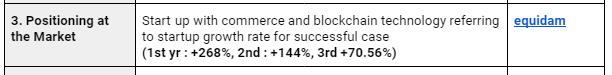 3. Positioning at
the Market
Start up with commerce and blockchain technology referring
to startup growth rate for successful case
(1st yr : +268%, 2nd : +144%, 3rd +70.56%)
equidam